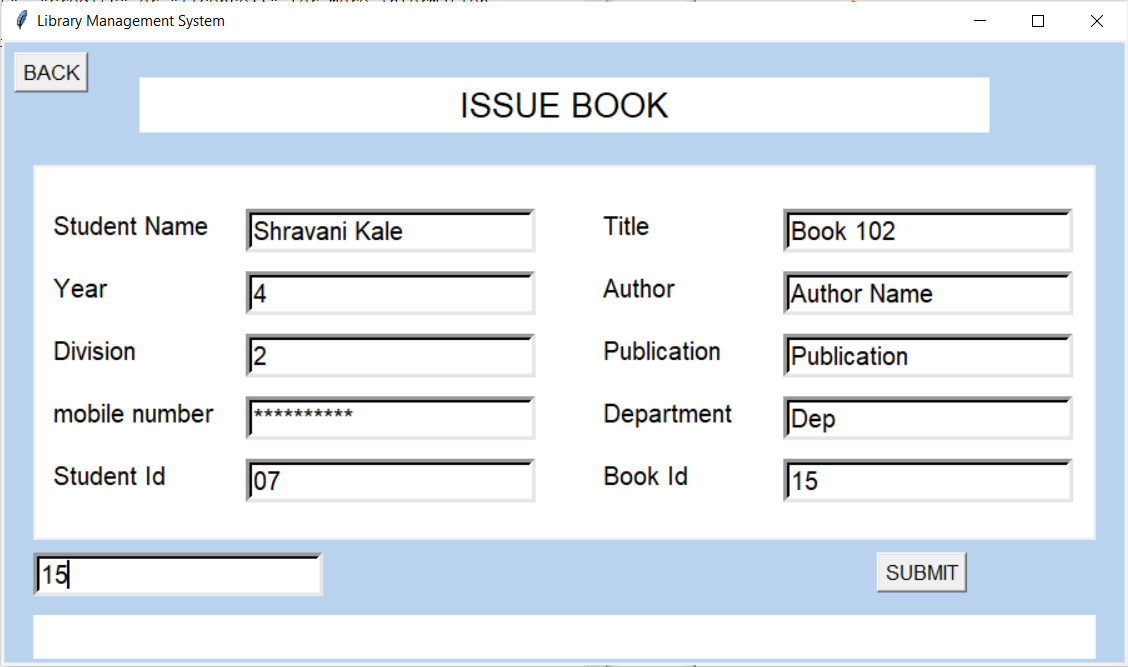 Library Management System
BACK
ISSUE BOOK
Student Name Shravani Kale Title Book 102
Year 4 Author Author Name
Division 2 Publication Publication
mobile number ********** Department Dep
Student Id 07 Book Id 15
15 SUBMIT